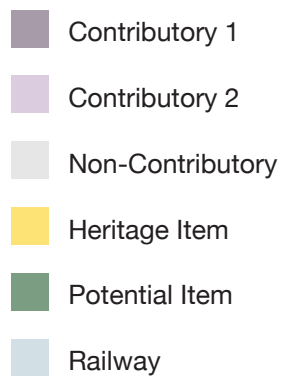 Contributory 1
Contributory 2
Non-Contributory
Heritage Item
Potential Item
Railway